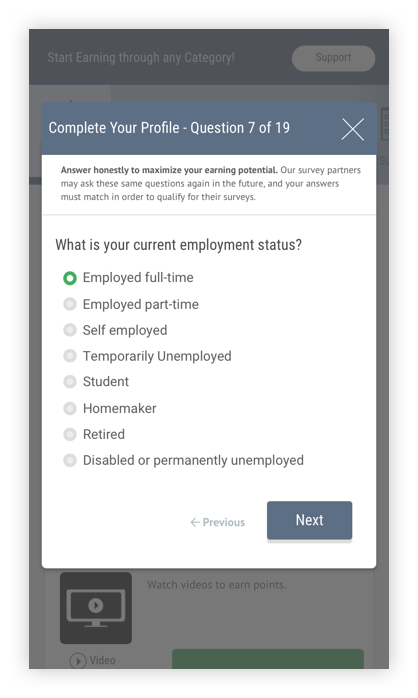 Start Earning through any Category!
Support
Complete Your Profile - Question 7 of 19
Answer honestly to maximize your earning potential. Our survey partners
may ask these same questions again in the future, and your answers
must match in order to qualify for their surveys.
What is your current employment status?
Employed full-time
Employed part-time
Self employed
Temporarily Unemployed
Student
Homemaker
Retired
Disabled or permanently unemployed
← Previous
Next
Watch videos to earn points.
Video